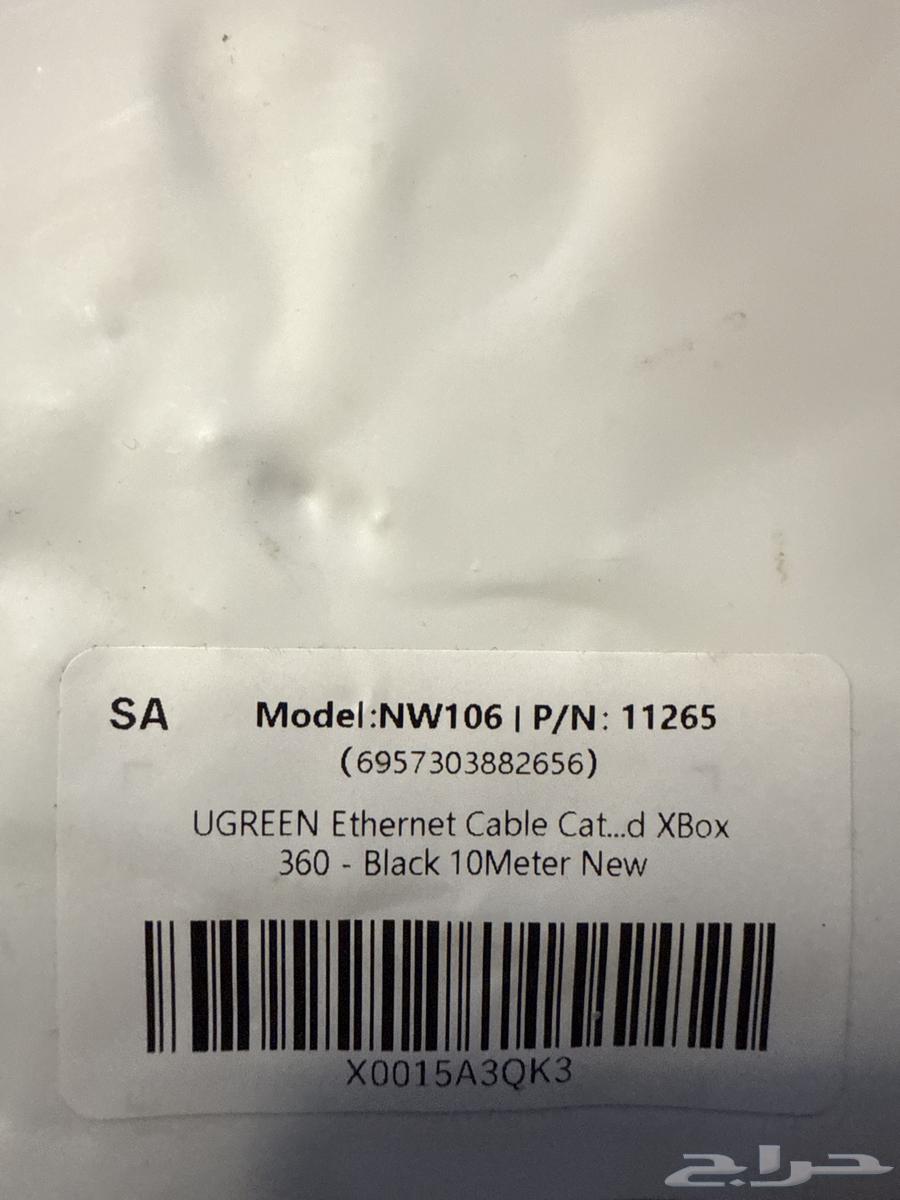 SA
Model:NW106 | P/N: 11265
(6957303882656)
UGREEN Ethernet Cable Cat...d XBox
360 - Black 10Meter New
X0015A3QK3
حراج